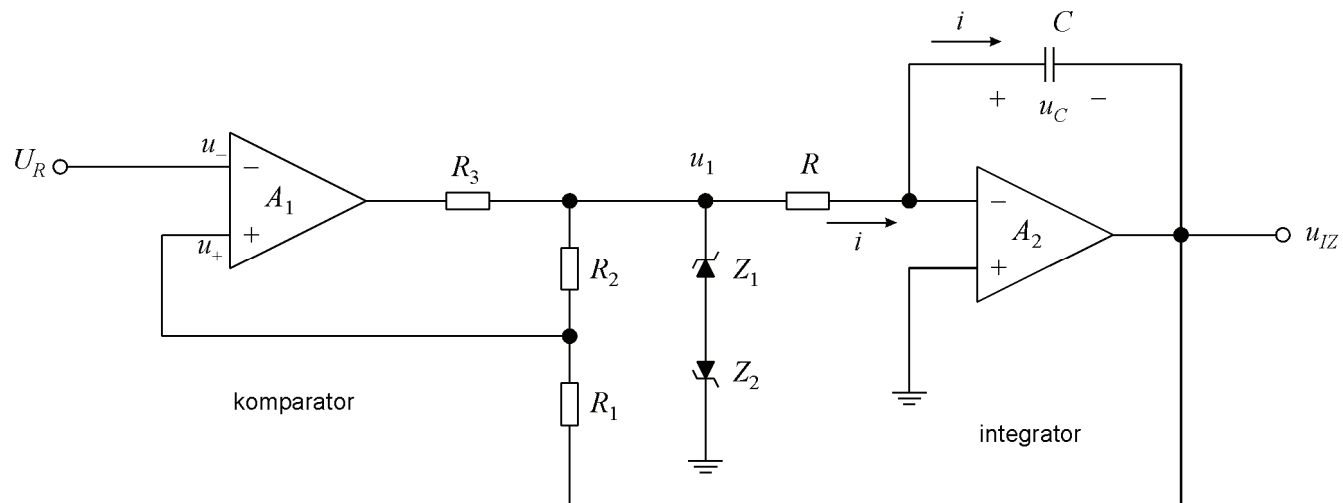 i
C
+ u_C −
U_R
u_−
−
A_1
u_+
+
R_3
u_1
R
i
−
A_2
+
u_IZ
R_2
Z_1
Z_2
R_1
komparator
integrator